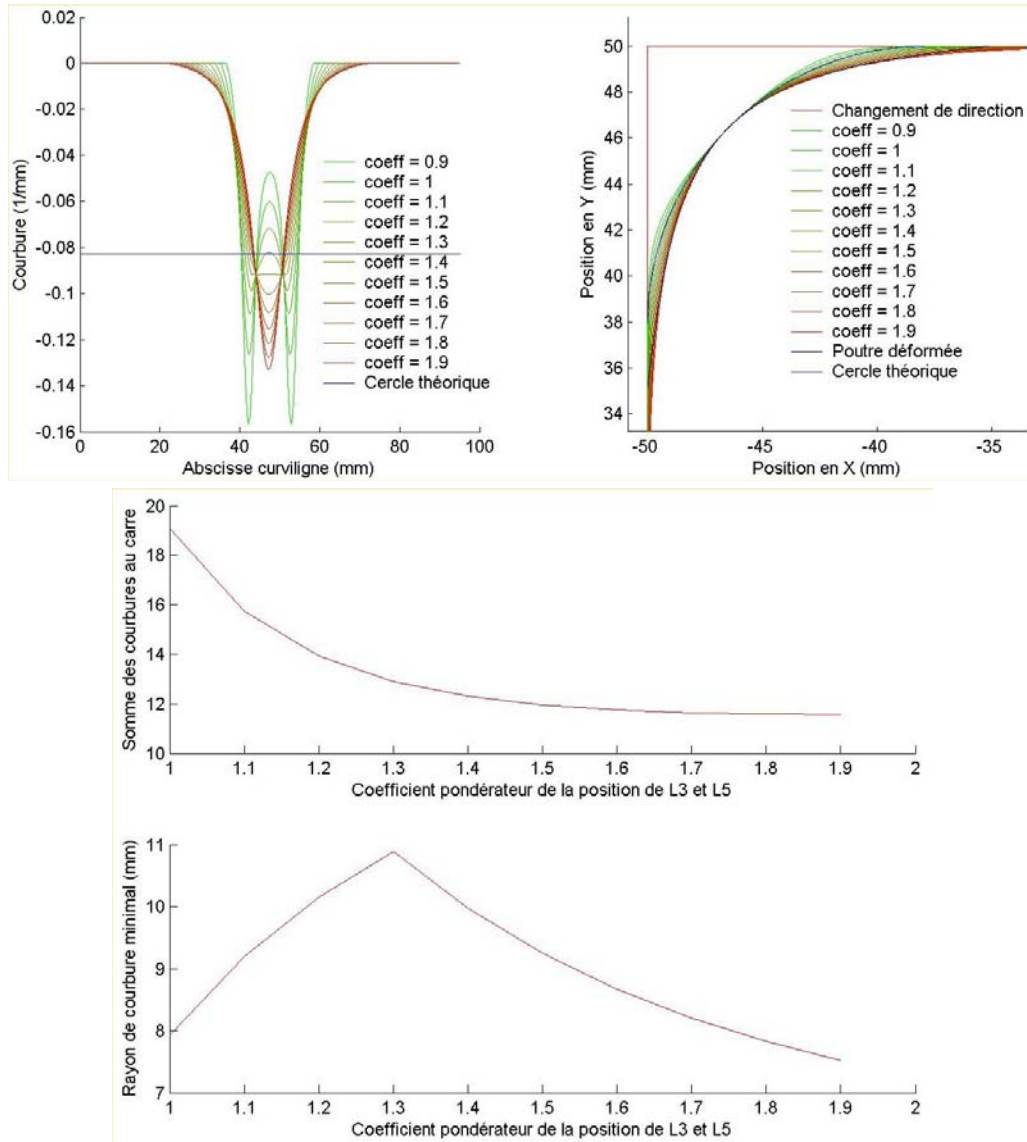 0.02
0
-0.02
-0.04
-0.06
-0.08
-0.1
-0.12
-0.14
-0.16
Courbure (1/mm)
0 20 40 60 80 100
Abscisse curviligne (mm)
coeff = 0.9
coeff = 1
coeff = 1.1
coeff = 1.2
coeff = 1.3
coeff = 1.4
coeff = 1.5
coeff = 1.6
coeff = 1.7
coeff = 1.8
coeff = 1.9
Cercle théorique
50
48
46
44
42
40
38
36
34
Position en Y (mm)
-50 -45 -40 -35
Position en X (mm)
Changement de direction
coeff = 0.9
coeff = 1
coeff = 1.1
coeff = 1.2
coeff = 1.3
coeff = 1.4
coeff = 1.5
coeff = 1.6
coeff = 1.7
coeff = 1.8
coeff = 1.9
Poutre déformée
Cercle théorique
20
18
16
14
12
10
Somme des courbures au carre
1 1.1 1.2 1.3 1.4 1.5 1.6 1.7 1.8 1.9 2
Coefficient pondérateur de la position de L3 et L5
11
10
9
8
7
Rayon de courbure minimal (mm)
1 1.1 1.2 1.3 1.4 1.5 1.6 1.7 1.8 1.9 2
Coefficient pondérateur de la position de L3 et L5